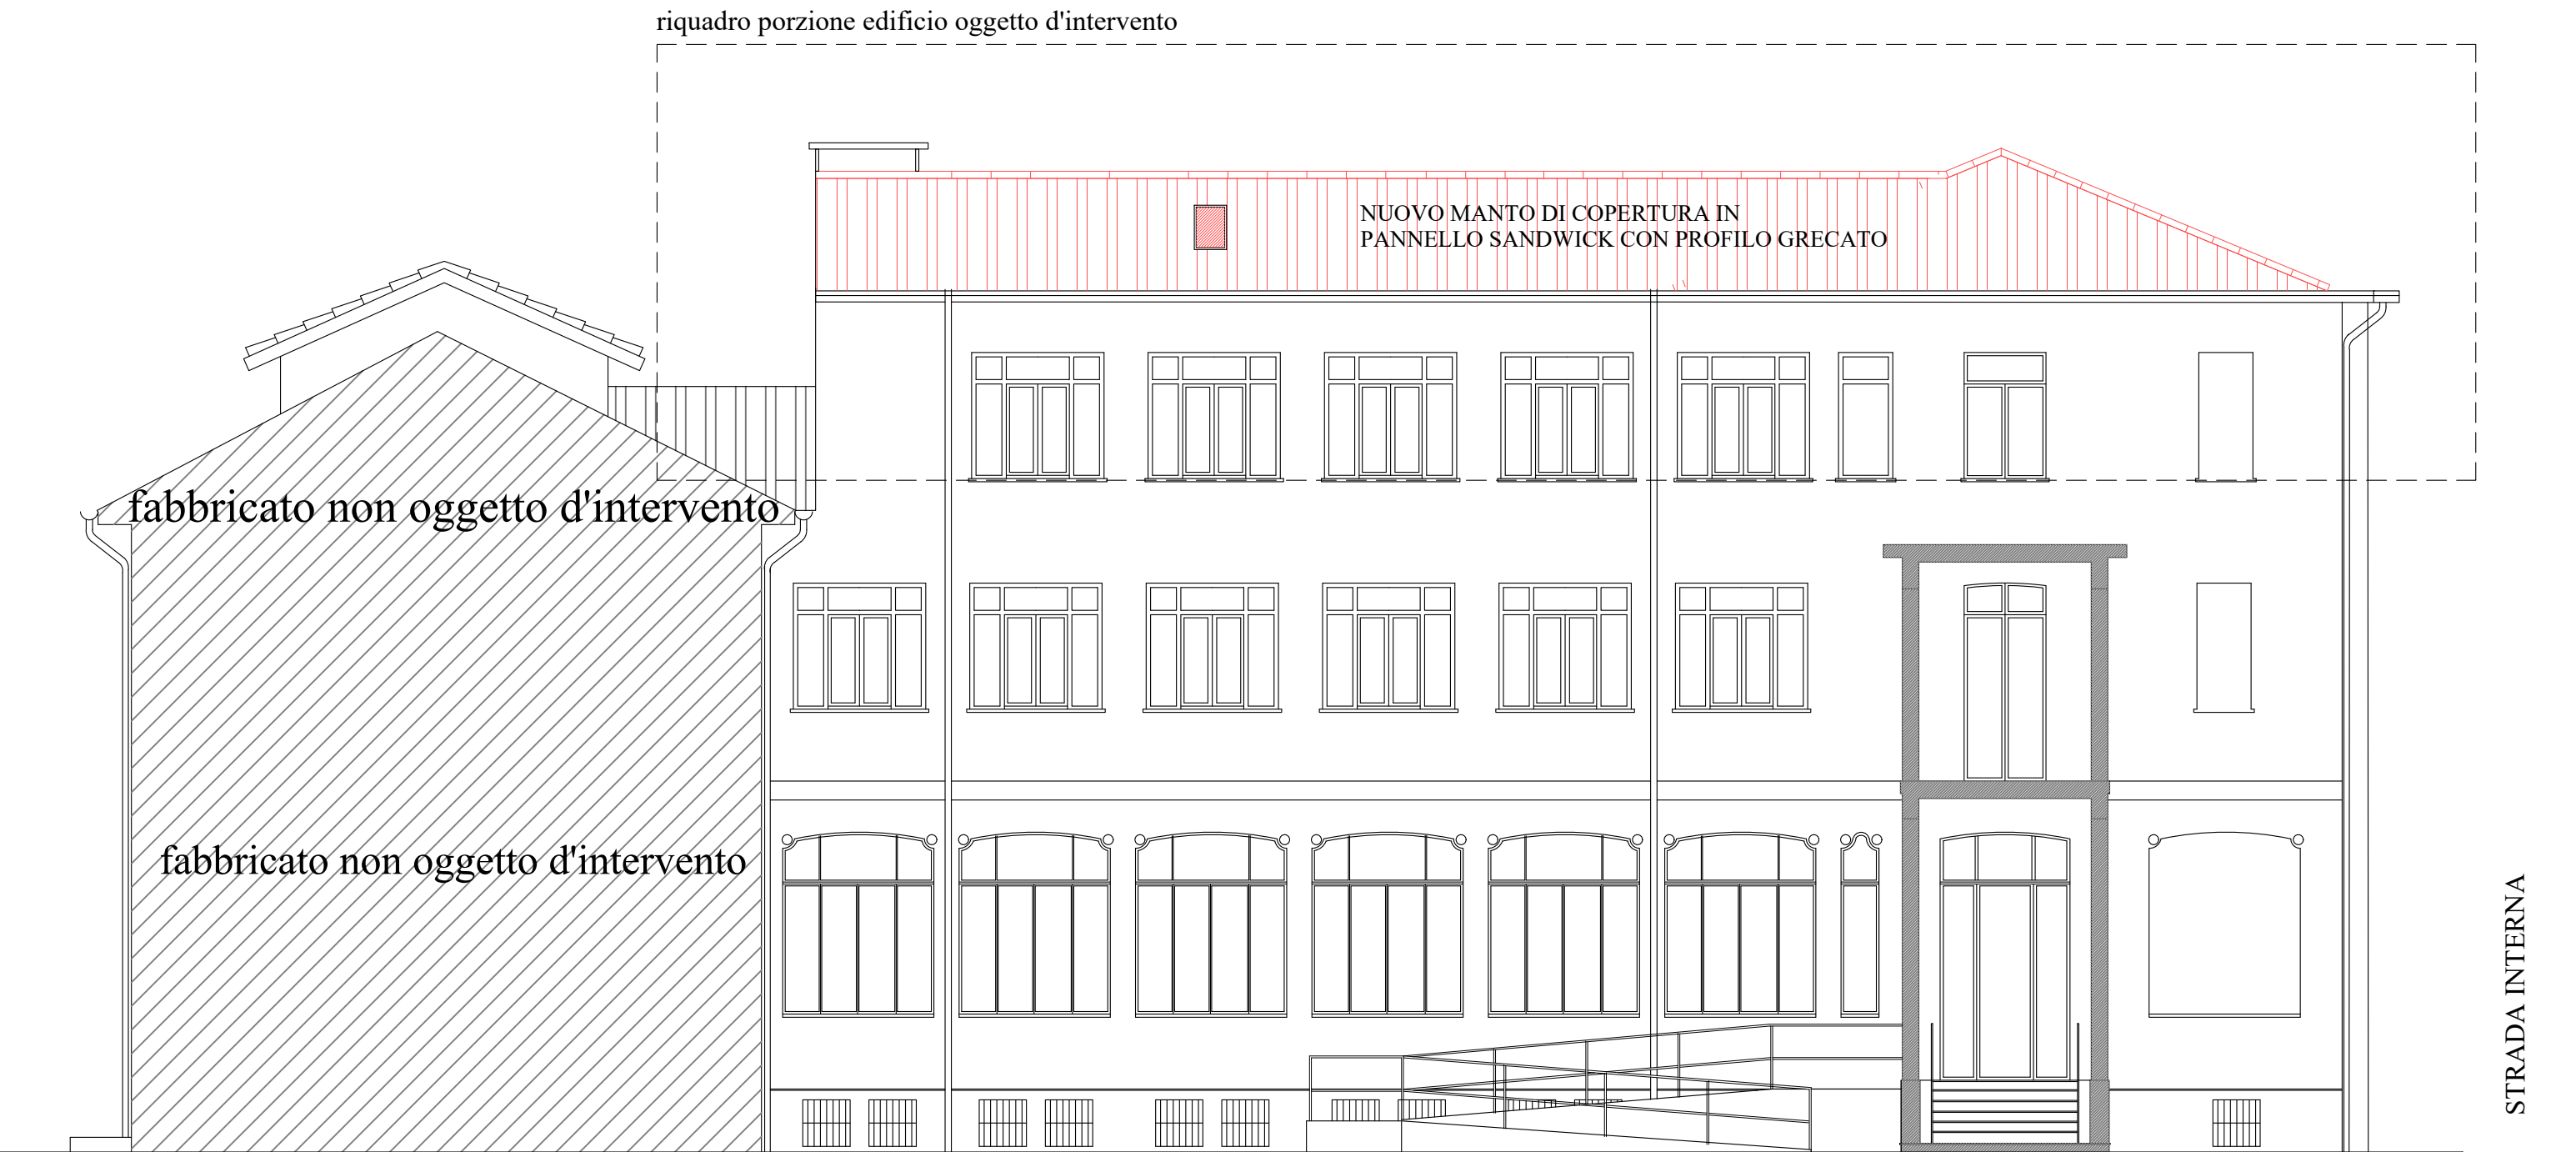 riquadro porzione edificio oggetto d'intervento
NUOVO MANTO DI COPERTURA IN
PANNELLO SANDWICK CON PROFILO GRECATO
fabbricato non oggetto d'intervento
fabbricato non oggetto d'intervento
STRADA INTERNA